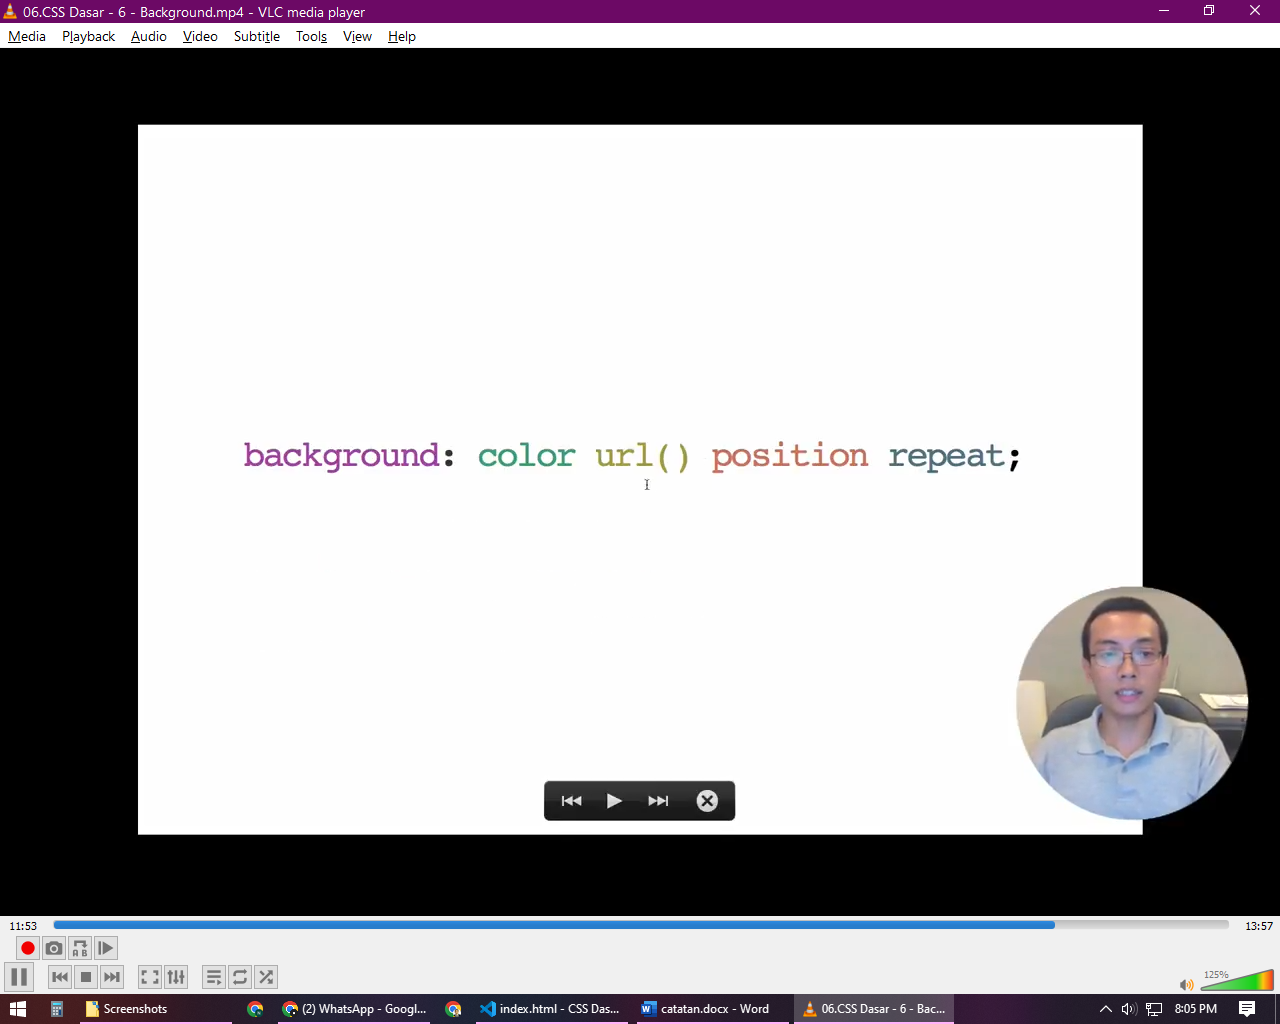 06.CSS Dasar - 6 - Background.mp4 - VLC media player
Media Playback Audio Video Subtitle Tools View Help
background: color url() position repeat;
11:53 13:57
A B
125%
Screenshots (2) WhatsApp - Googl... index.html - CSS Das... catatan.docx - Word 06.CSS Dasar - 6 - Bac... 8:05 PM